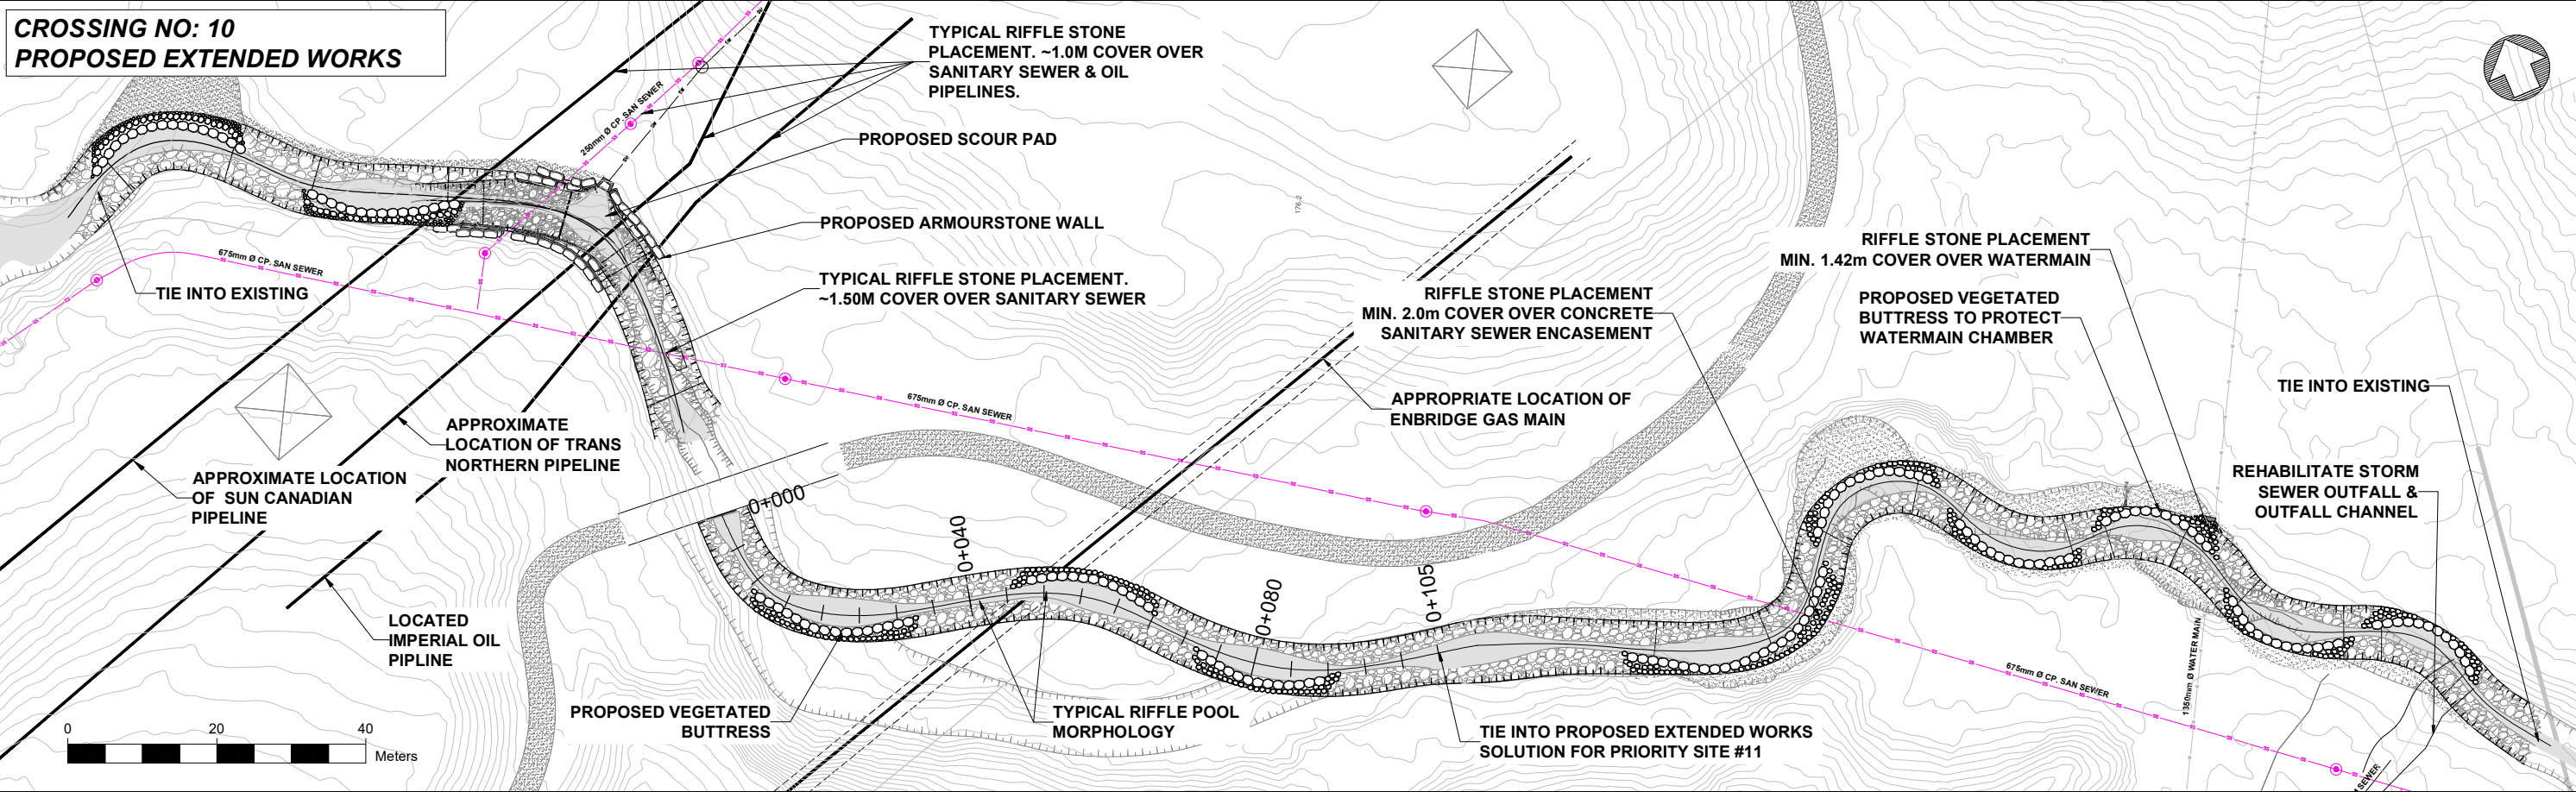 CROSSING NO: 10
PROPOSED EXTENDED WORKS
TYPICAL RIFFLE STONE
PLACEMENT. ~1.0M COVER OVER
SANITARY SEWER & OIL
PIPELINES.
250mm Ø CP. SAN SEWER
PROPOSED SCOUR PAD
PROPOSED ARMOURSTONE WALL
TYPICAL RIFFLE STONE PLACEMENT.
~1.50M COVER OVER SANITARY SEWER
675mm Ø CP. SAN SEWER
TIE INTO EXISTING
176.2
RIFFLE STONE PLACEMENT
MIN. 1.42m COVER OVER WATERMAIN
RIFFLE STONE PLACEMENT
MIN. 2.0m COVER OVER CONCRETE
SANITARY SEWER ENCASEMENT
PROPOSED VEGETATED
BUTTRESS TO PROTECT
WATERMAIN CHAMBER
TIE INTO EXISTING
675mm Ø CP. SAN SEWER
APPROPRIATE LOCATION OF
ENBRIDGE GAS MAIN
APPROXIMATE
LOCATION OF TRANS
NORTHERN PIPELINE
APPROXIMATE LOCATION
OF SUN CANADIAN
PIPELINE
REHABILITATE STORM
SEWER OUTFALL &
OUTFALL CHANNEL
0+000
0+040
0+080
0+105
LOCATED
IMPERIAL OIL
PIPLINE
675mm Ø CP. SAN SEWER
1350mm Ø WATER MAIN
PROPOSED VEGETATED
BUTTRESS
TYPICAL RIFFLE POOL
MORPHOLOGY
TIE INTO PROPOSED EXTENDED WORKS
SOLUTION FOR PRIORITY SITE #11
0 20 40
Meters
SEWER